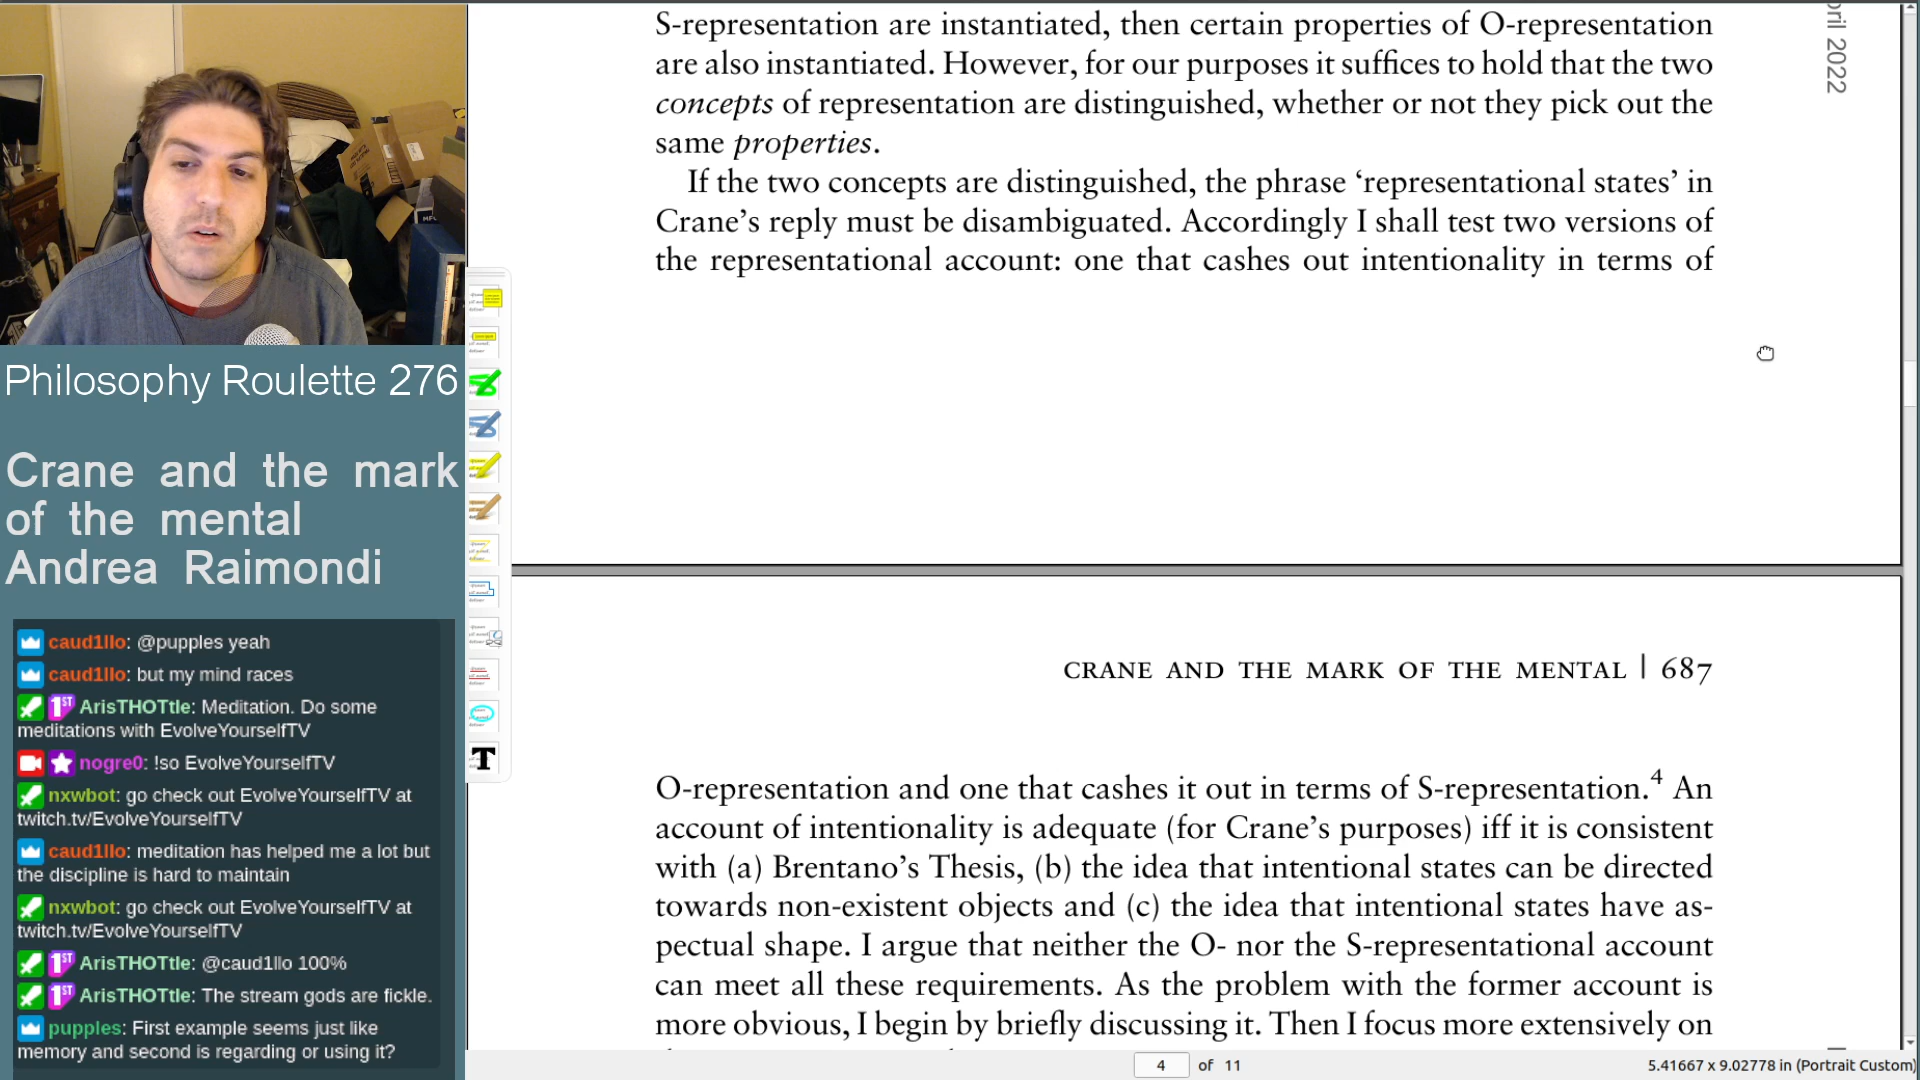 S-representation are instantiated, then certain properties of O-representation
are also instantiated. However, for our purposes it suffices to hold that the two
concepts of representation are distinguished, whether or not they pick out the
same properties.
If the two concepts are distinguished, the phrase ‘representational states’ in
Crane’s reply must be disambiguated. Accordingly I shall test two versions of
the representational account: one that cashes out intentionality in terms of
2022
Philosophy Roulette 276
Crane and the mark
of the mental
Andrea Raimondi
caud1llo: @pupples yeah
caud1llo: but my mind races
1ST ArisTHOTtle: Meditation. Do some
meditations with EvolveYourselfTV
nogre0: !so EvolveYourselfTV
nxwbot: go check out EvolveYourselfTV at
twitch.tv/EvolveYourselfTV
caud1llo: meditation has helped me a lot but
the discipline is hard to maintain
nxwbot: go check out EvolveYourselfTV at
twitch.tv/EvolveYourselfTV
1ST ArisTHOTtle: @caud1llo 100%
1ST ArisTHOTtle: The stream gods are fickle.
pupples: First example seems just like
memory and second is regarding or using it?
T
CRANE AND THE MARK OF THE MENTAL | 687
O-representation and one that cashes it out in terms of S-representation.4 An
account of intentionality is adequate (for Crane’s purposes) iff it is consistent
with (a) Brentano’s Thesis, (b) the idea that intentional states can be directed
towards non-existent objects and (c) the idea that intentional states have as-
pectual shape. I argue that neither the O- nor the S-representational account
can meet all these requirements. As the problem with the former account is
more obvious, I begin by briefly discussing it. Then I focus more extensively on
4 of 11
5.41667 x 9.02778 in (Portrait Custom)